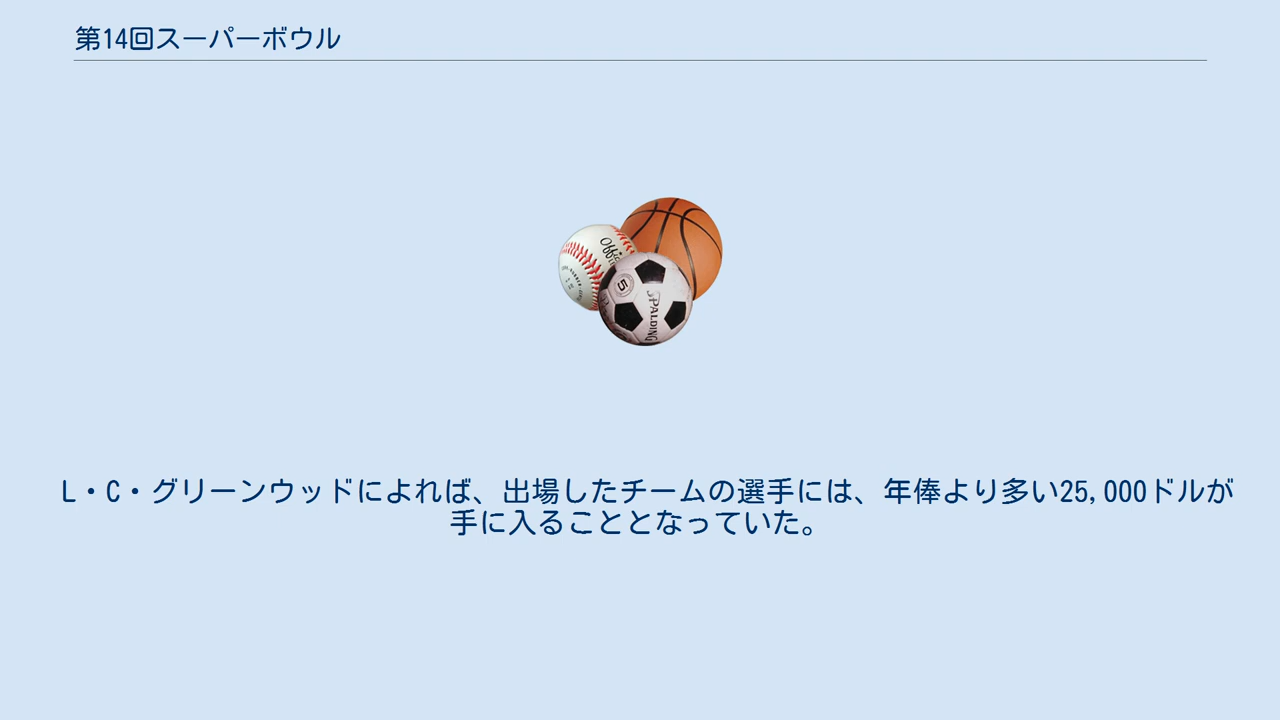 第14回スーパーボウル
Offi
5
SPALDING
L・C・グリーンウッドによれば、出場したチームの選手には、年俸より多い25,000ドルが
手に入ることとなっていた。